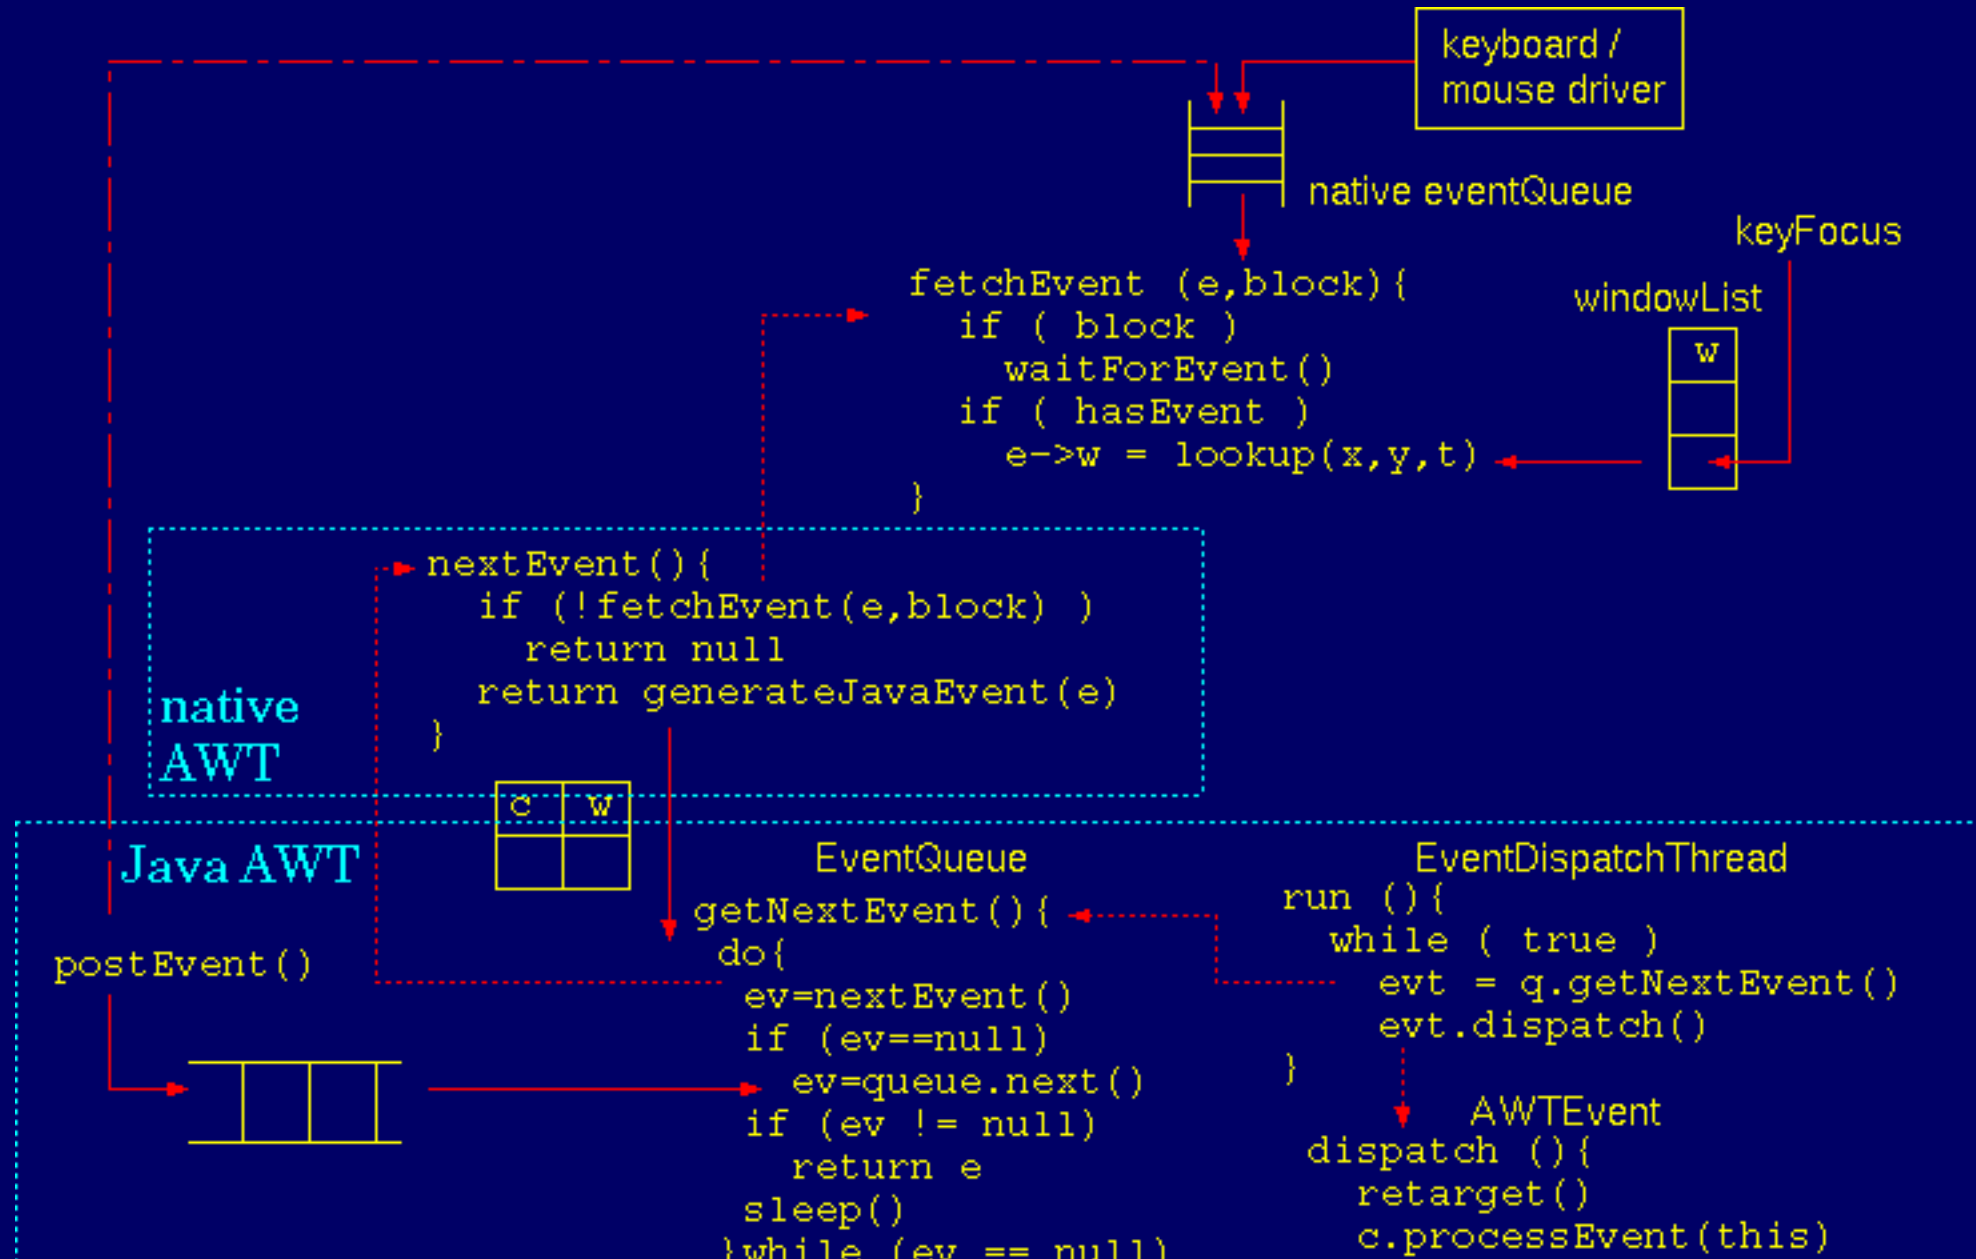 keyboard /
mouse driver
native eventQueue
keyFocus
windowList
w
fetchEvent (e,block){
if ( block )
waitForEvent()
if ( hasEvent )
e->w = lookup(x,y,t)
}
nextEvent(){
if (!fetchEvent(e,block) )
return null
return generateJavaEvent(e)
}
native
AWT
c w
Java AWT
EventQueue
getNextEvent(){
do{
ev=nextEvent()
if (ev==null)
ev=queue.next()
if (ev != null)
return e
sleep()
}while (ev == null)
postEvent()
EventDispatchThread
run (){
while ( true )
evt = q.getNextEvent()
evt.dispatch()
}
AWTEvent
dispatch (){
retarget()
c.processEvent(this)